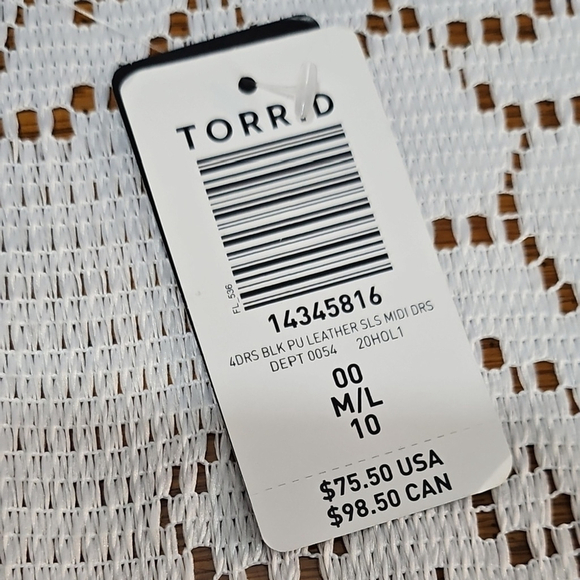 TORRID
FL 536
14345816
4DRS BLK PU LEATHER SLS MIDI DRS
DEPT 0054 20HOL1
00
M/L
10
$75.50 USA
$98.50 CAN